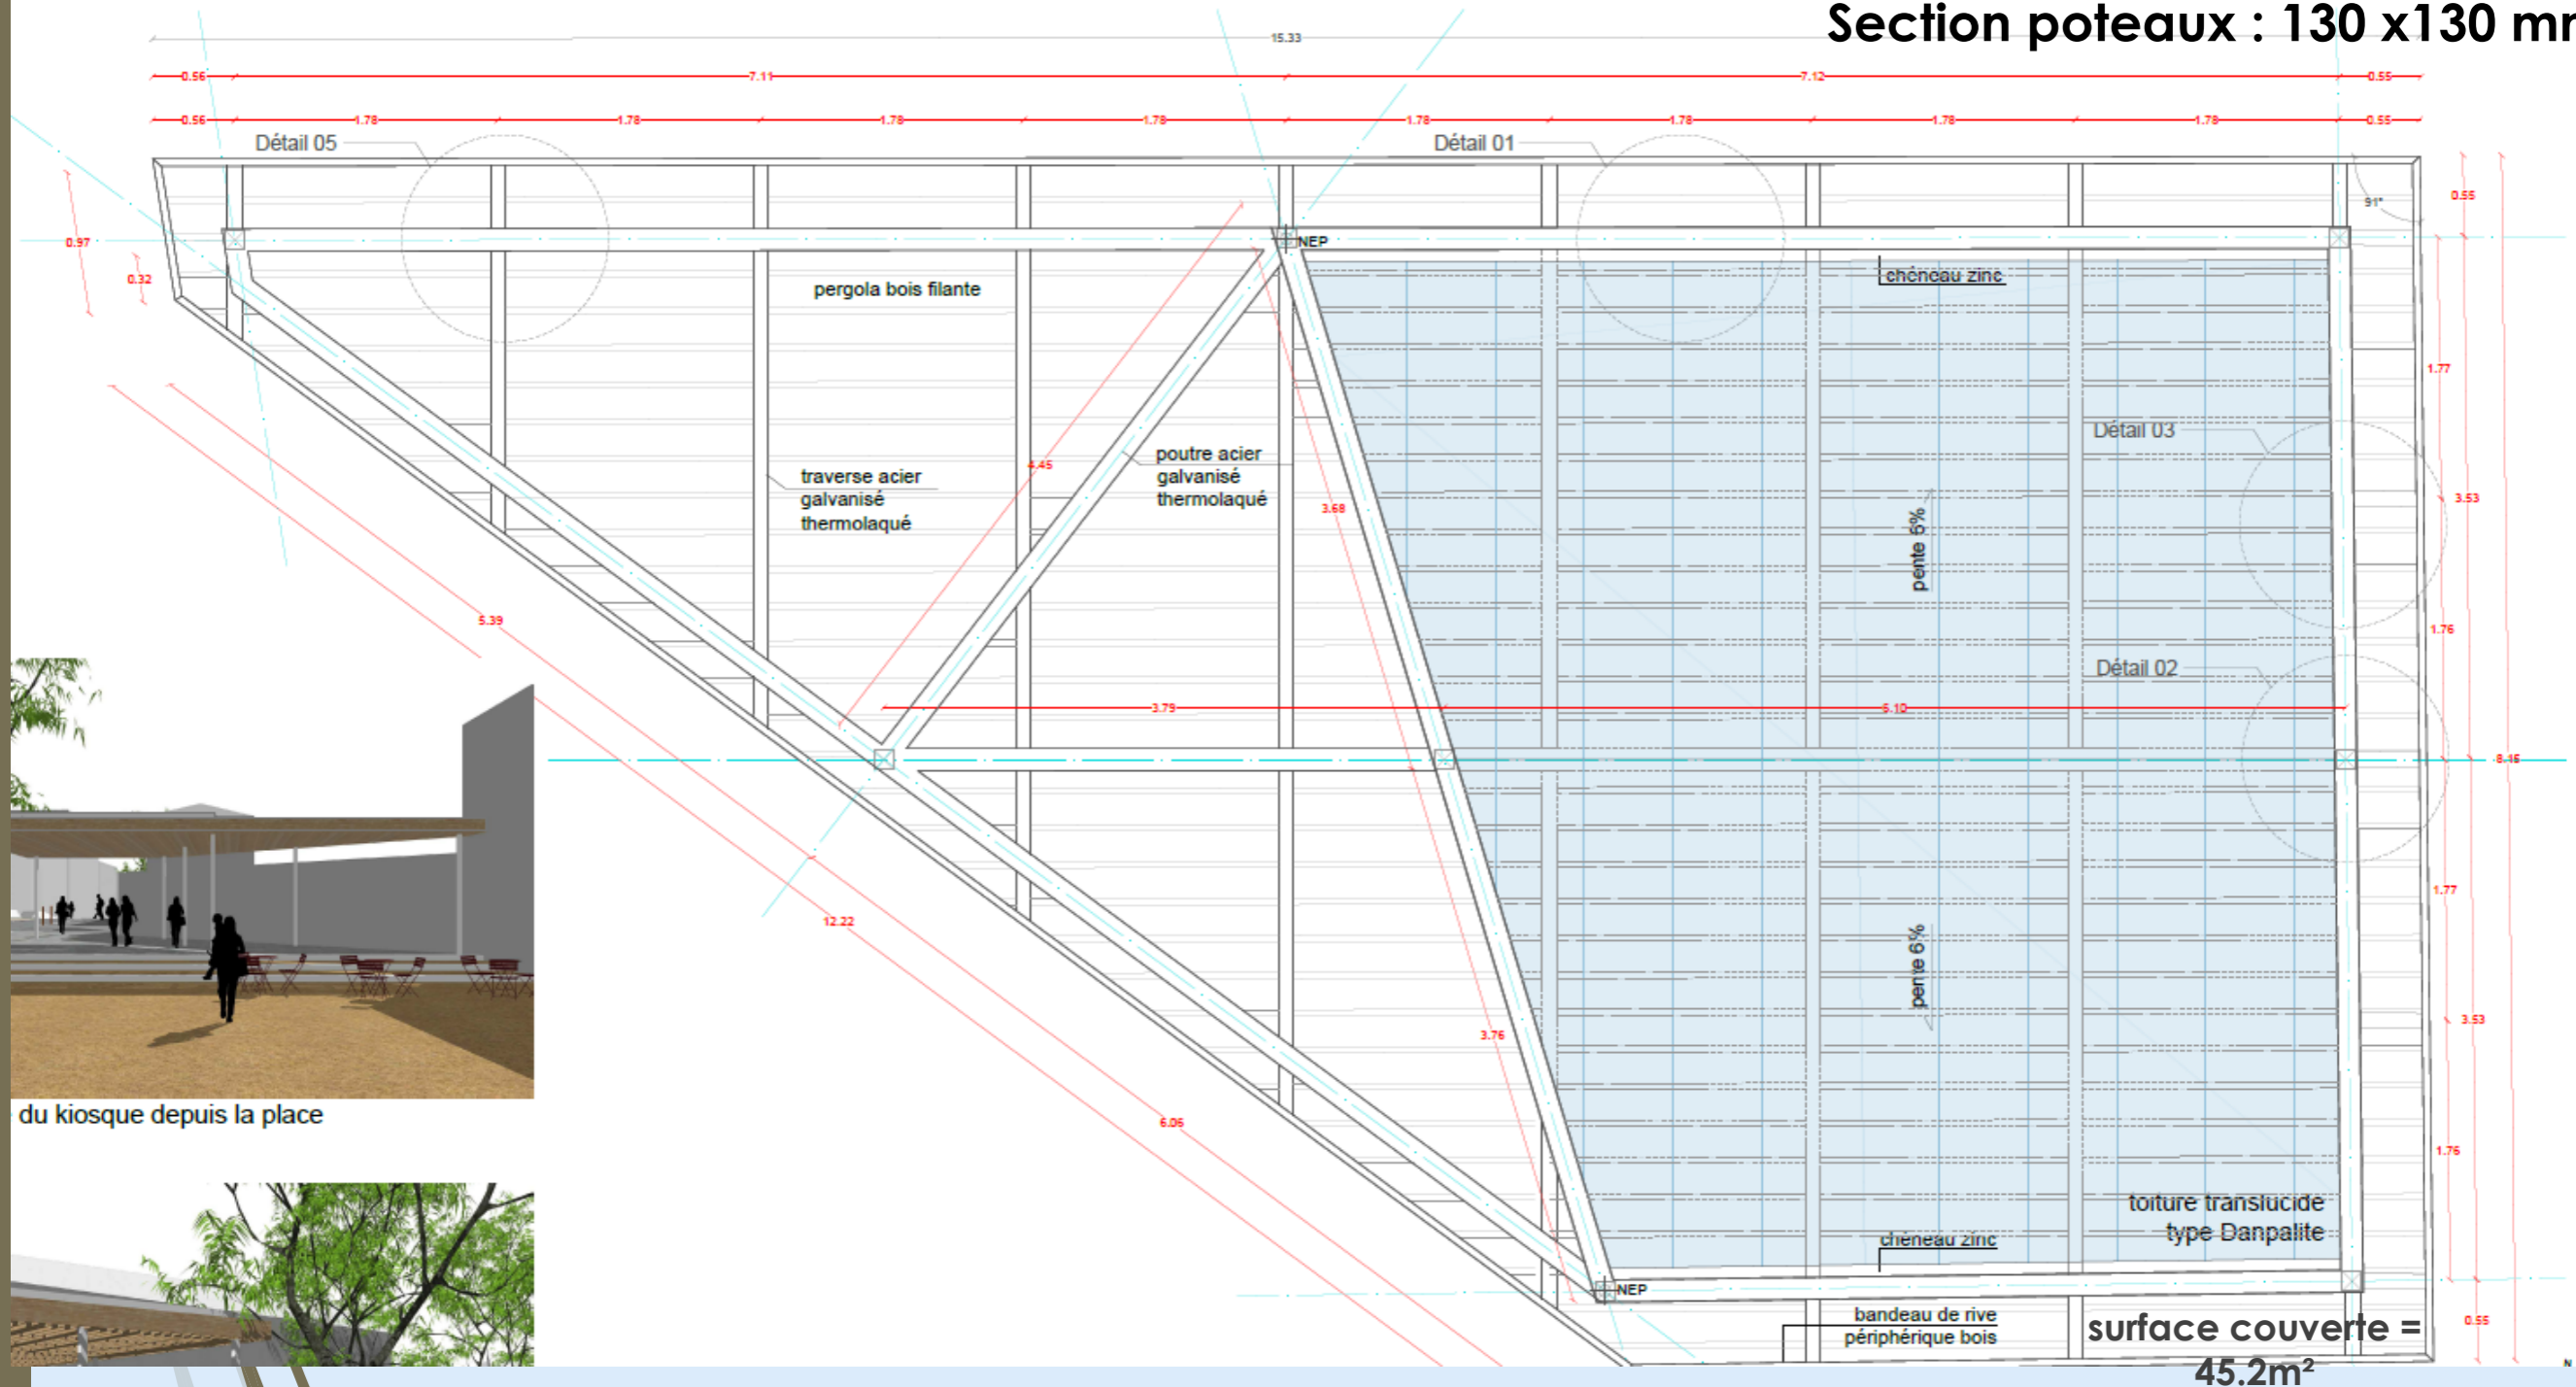 Section poteaux : 130 x130 m
15.33
0.56
7.11
7.12
0.55
0.56
1.78
1.78
1.78
1.78
1.78
1.78
1.78
1.78
0.55
Détail 05
Détail 01
91°
0.55
0.97
0.32
NEP
pergola bois filante
chéneau zinc
1.77
Détail 03
4.45
poutre acier
galvanisé
thermolaqué
traverse acier
galvanisé
thermolaqué
3.68
3.53
pente 6%
5.39
1.76
Détail 02
3.79
6.10
8.15
1.77
12.22
pente 6%
3.76
3.53
du kiosque depuis la place
6.06
1.76
toiture translucide
type Danpalite
chéneau zinc
NEP
bandeau de rive
périphérique bois
0.55
surface couverte =
45.2m²
N